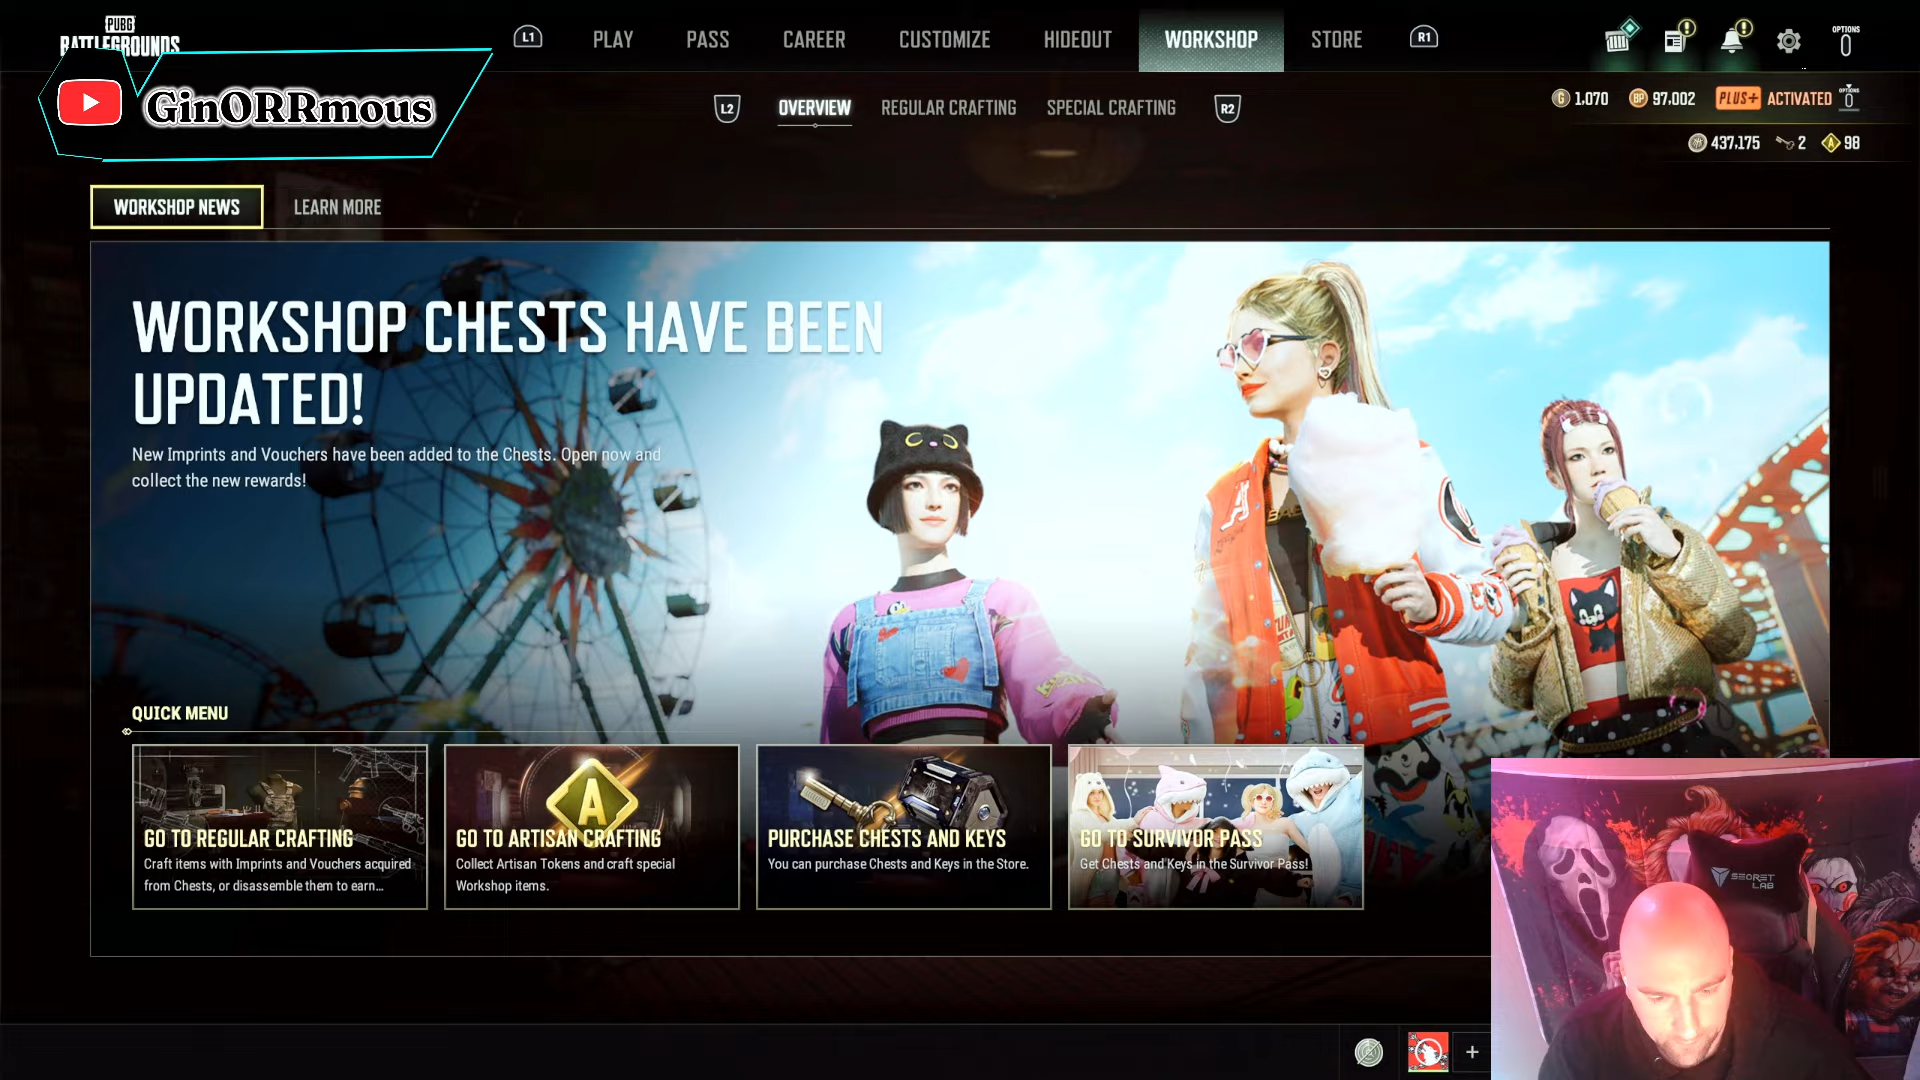 PUBG
BATTLEGROUNDS
L1
PLAY
PASS
CAREER
CUSTOMIZE
HIDEOUT
WORKSHOP
STORE
R1
OPTIONS
GinORRmous
L2
OVERVIEW
REGULAR CRAFTING
SPECIAL CRAFTING
R2
G 1,070
BP 97,002
PLUS+ ACTIVATED
OPTIONS
437,175
2
A 98
WORKSHOP NEWS
LEARN MORE
WORKSHOP CHESTS HAVE BEEN
UPDATED!
New Imprints and Vouchers have been added to the Chests. Open now and
collect the new rewards!
QUICK MENU
A
GO TO REGULAR CRAFTING
Craft items with Imprints and Vouchers acquired
from Chests, or disassemble them to earn...
GO TO ARTISAN CRAFTING
Collect Artisan Tokens and craft special
Workshop items.
PURCHASE CHESTS AND KEYS
You can purchase Chests and Keys in the Store.
GO TO SURVIVOR PASS
Get Chests and Keys in the Survivor Pass!
SECRET
LAB